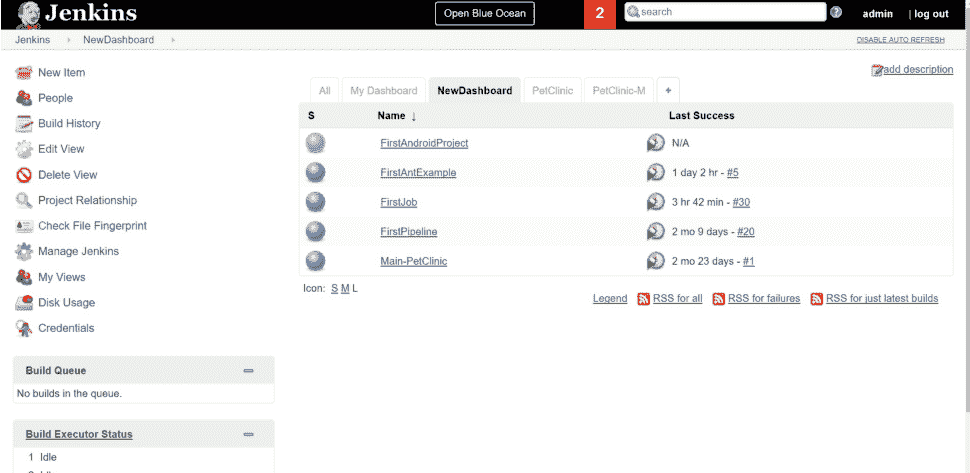 Jenkins
Open Blue Ocean
2
search
admin
| log out
Jenkins
NewDashboard
DISABLE AUTO REFRESH
New Item
People
Build History
Edit View
Delete View
Project Relationship
Check File Fingerprint
Manage Jenkins
My Views
Disk Usage
Credentials
add description
All My Dashboard NewDashboard PetClinic PetClinic-M +
S Name ↓ Last Success
FirstAndroidProject N/A
FirstAntExample 1 day 2 hr - #5
FirstJob 3 hr 42 min - #30
FirstPipeline 2 mo 9 days - #20
Main-PetClinic 2 mo 23 days - #1
Icon: S M L
Legend RSS for all RSS for failures RSS for just latest builds
Build Queue
No builds in the queue.
Build Executor Status
1 Idle